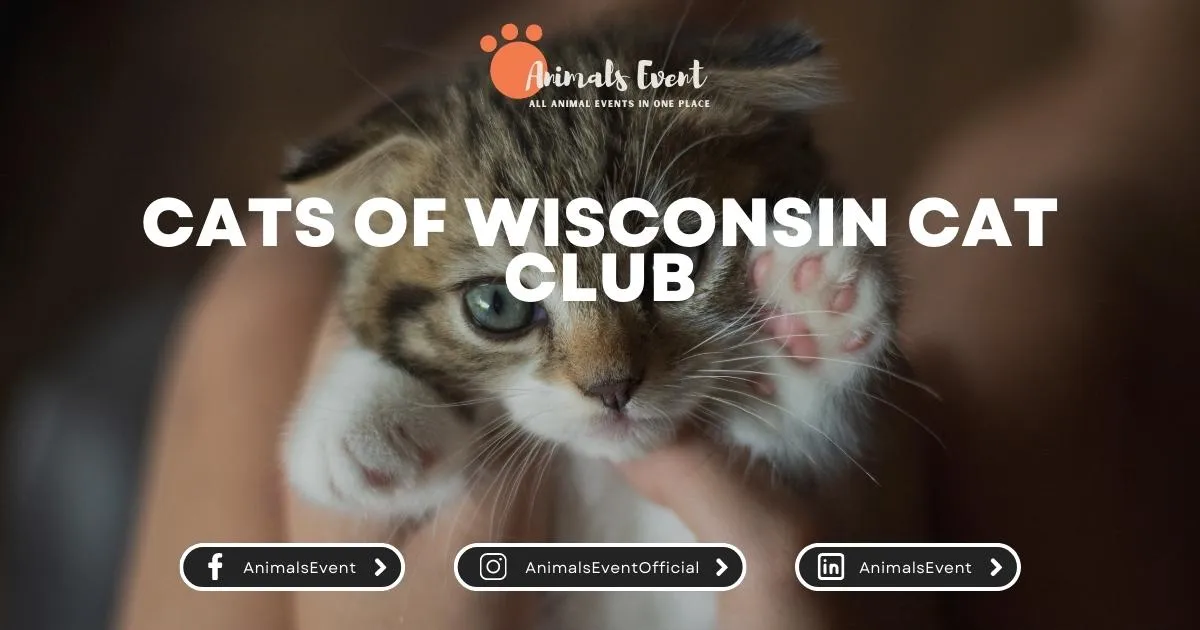 Animals Event
ALL ANIMAL EVENTS IN ONE PLACE
CATS OF WISCONSIN CAT
CLUB
AnimalsEvent
AnimalsEventOfficial
AnimalsEvent